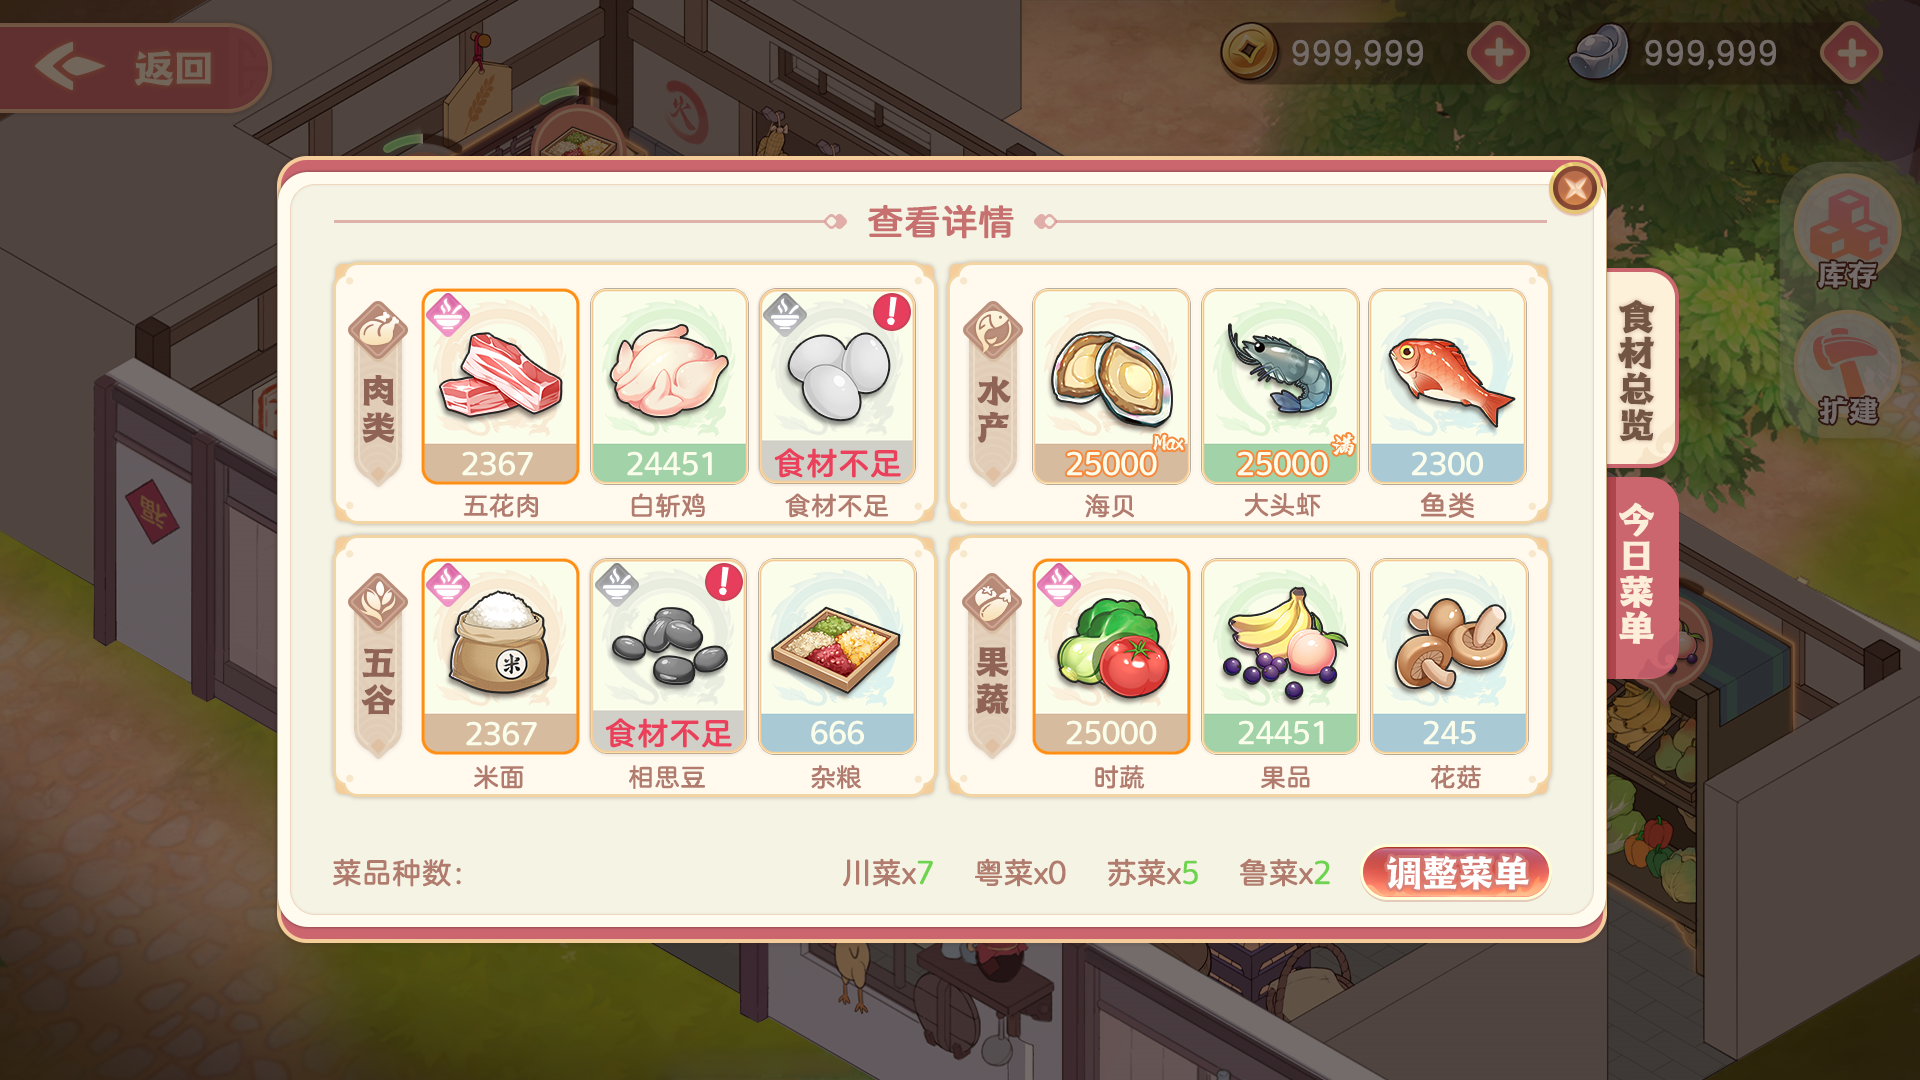 返回
999,999
999,999
火
查看详情
肉类
2367
五花肉
24451
白斩鸡
食材不足
食材不足
水产
25000
Max
海贝
25000
满
大头虾
2300
鱼类
五谷
米
2367
米面
食材不足
相思豆
666
杂粮
果蔬
25000
时蔬
24451
果品
245
花菇
菜品种数：
川菜x7
粤菜x0
苏菜x5
鲁菜x2
调整菜单
食材总览
今日菜单
库存
扩建
福